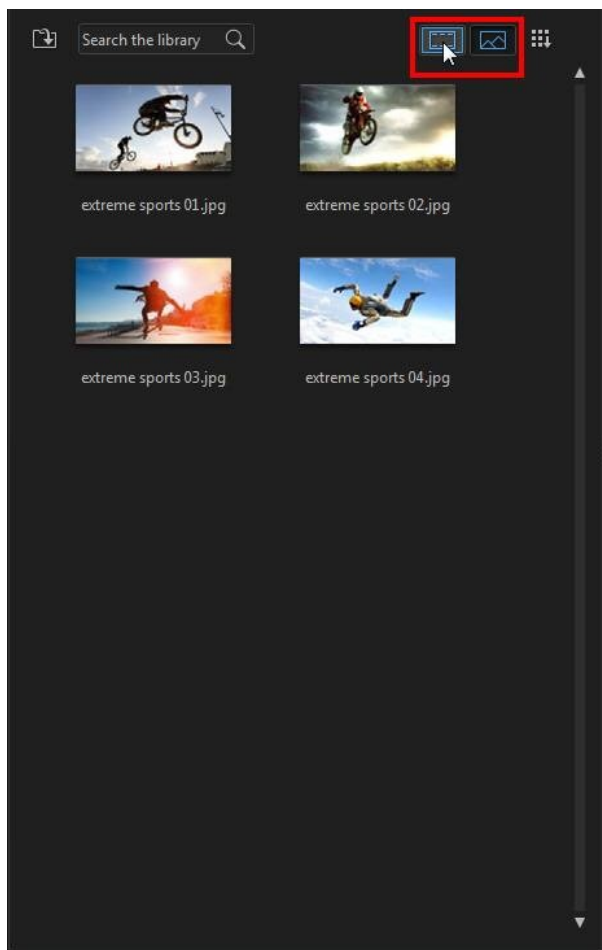 Search the library
extreme sports 01.jpg
extreme sports 02.jpg
extreme sports 03.jpg
extreme sports 04.jpg